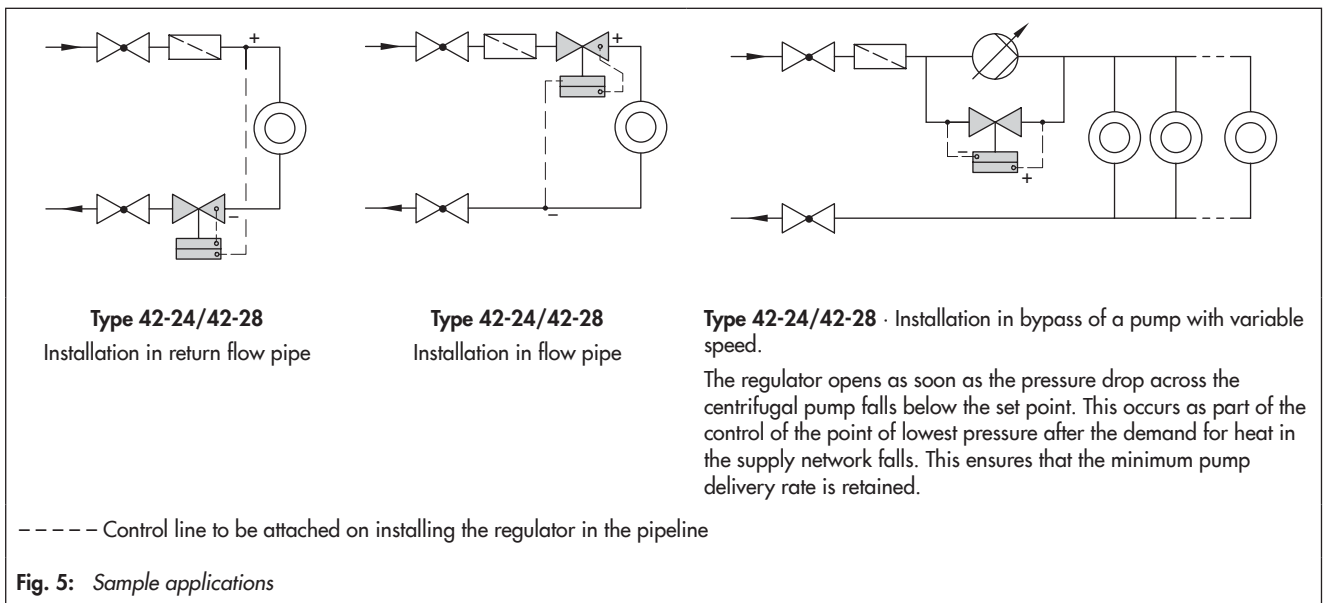 +
–
+
–
–
+
Type 42-24/42-28
Installation in return flow pipe
Type 42-24/42-28
Installation in flow pipe
Type 42-24/42-28 · Installation in bypass of a pump with variable
speed.
The regulator opens as soon as the pressure drop across the
centrifugal pump falls below the set point. This occurs as part of the
control of the point of lowest pressure after the demand for heat in
the supply network falls. This ensures that the minimum pump
delivery rate is retained.
– – – – – Control line to be attached on installing the regulator in the pipeline
Fig. 5: Sample applications